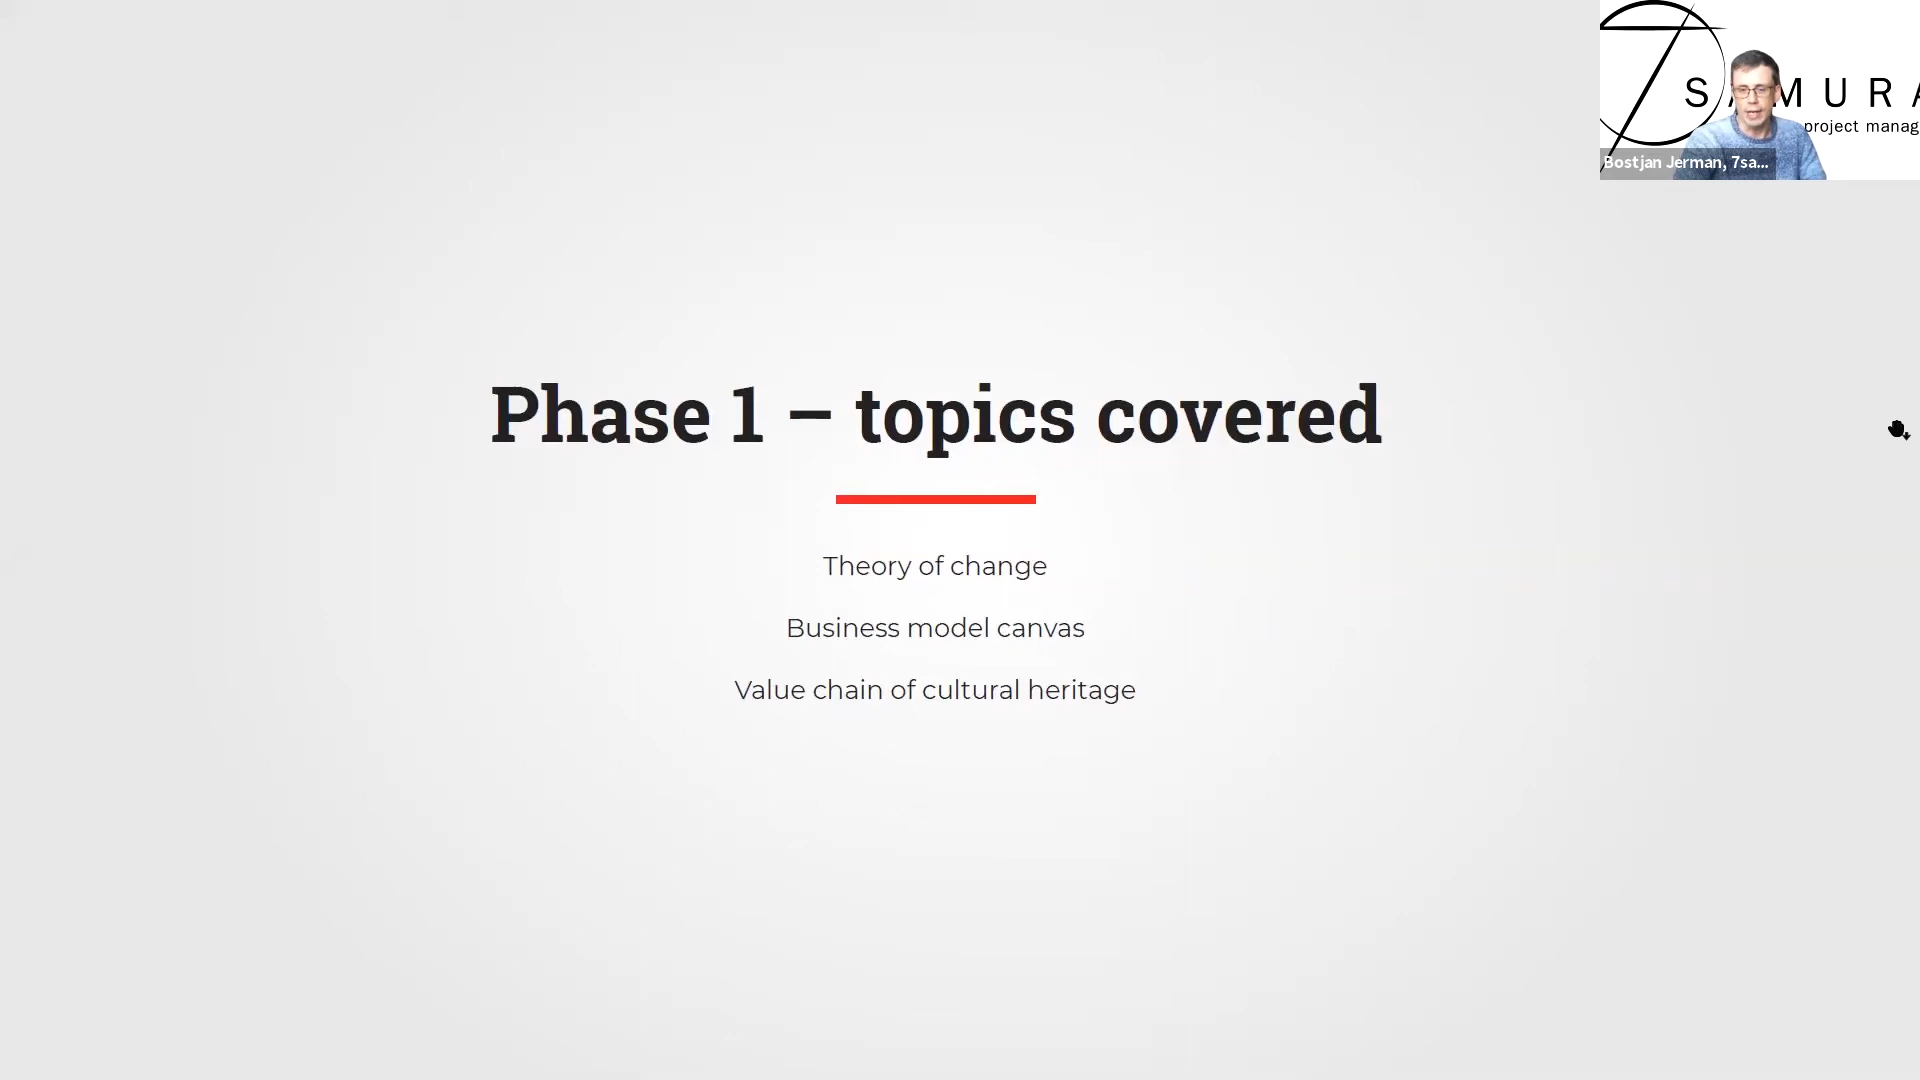 Phase 1 – topics covered
Theory of change
Business model canvas
Value chain of cultural heritage
7
project manag
Bostjan Jerman, 7sa...